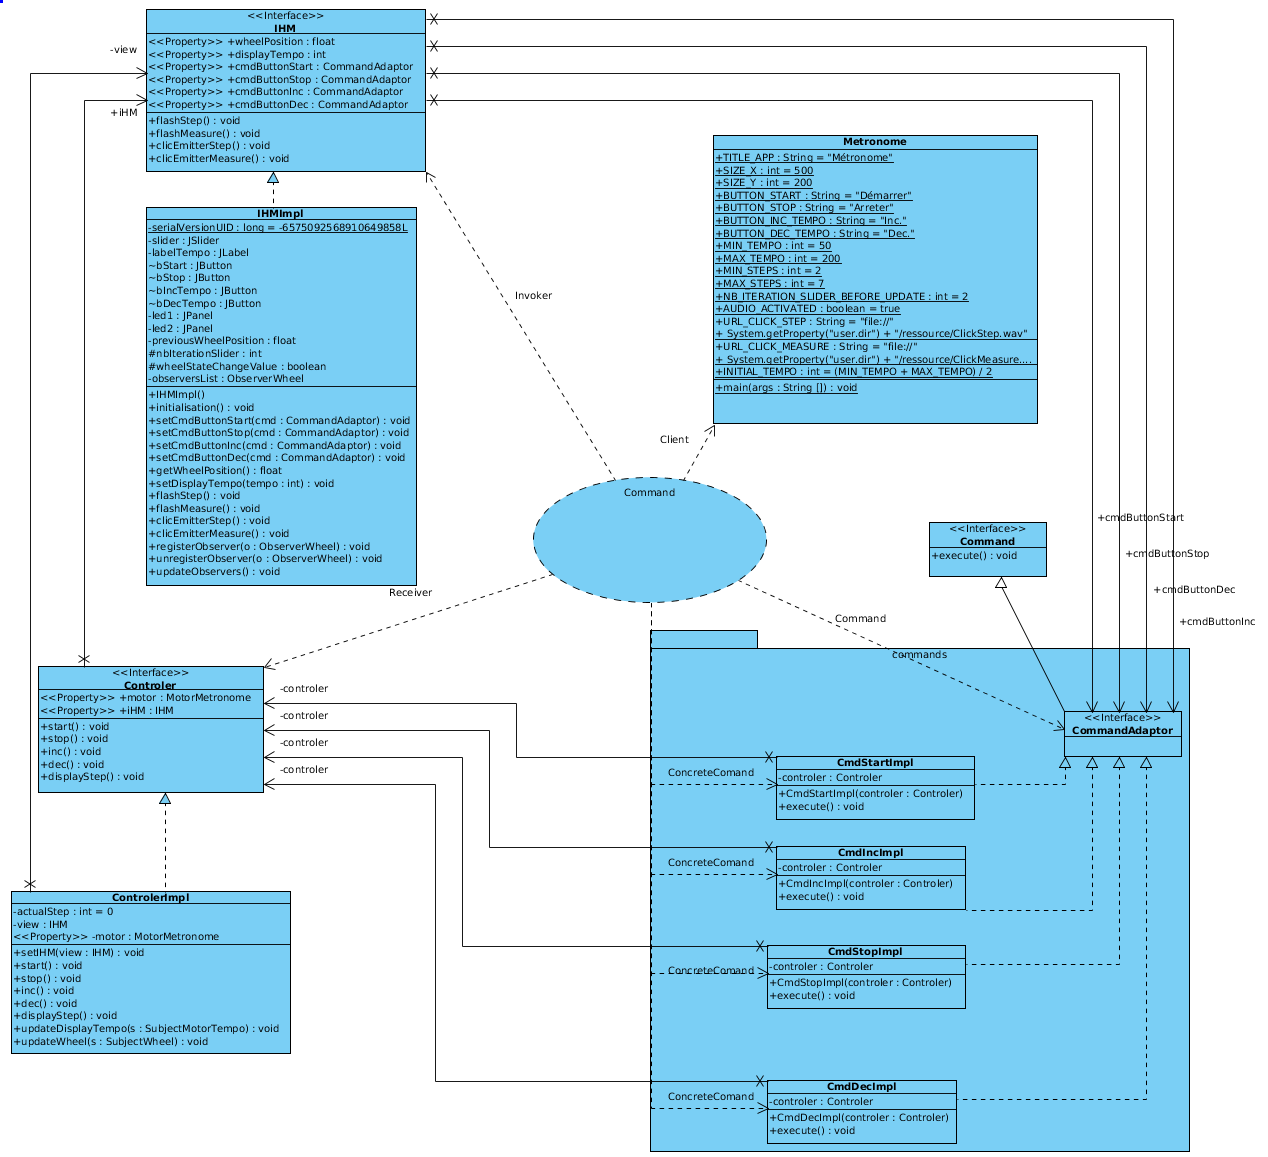 <<Interface>>
IHM
<<Property>> +wheelPosition : float
<<Property>> +displayTempo : int
<<Property>> +cmdButtonStart : CommandAdaptor
<<Property>> +cmdButtonStop : CommandAdaptor
<<Property>> +cmdButtonInc : CommandAdaptor
<<Property>> +cmdButtonDec : CommandAdaptor
+flashStep() : void
+flashMeasure() : void
+clicEmitterStep() : void
+clicEmitterMeasure() : void
-view
+iHM
IHMImpl
-serialVersionUID : long = -6575092568910649858L
-slider : JSlider
-labelTempo : JLabel
~bStart : JButton
~bStop : JButton
~bIncTempo : JButton
~bDecTempo : JButton
-led1 : JPanel
-led2 : JPanel
-previousWheelPosition : float
#nbIterationSlider : int
#wheelStateChangeValue : boolean
-observersList : ObserverWheel
+IHMImpl()
+initialisation() : void
+setCmdButtonStart(cmd : CommandAdaptor) : void
+setCmdButtonStop(cmd : CommandAdaptor) : void
+setCmdButtonInc(cmd : CommandAdaptor) : void
+setCmdButtonDec(cmd : CommandAdaptor) : void
+getWheelPosition() : float
+setDisplayTempo(tempo : int) : void
+flashStep() : void
+flashMeasure() : void
+clicEmitterStep() : void
+clicEmitterMeasure() : void
+registerObserver(o : ObserverWheel) : void
+unregisterObserver(o : ObserverWheel) : void
+updateObservers() : void
Metronome
+TITLE_APP : String = "Métronome"
+SIZE_X : int = 500
+SIZE_Y : int = 200
+BUTTON_START : String = "Démarrer"
+BUTTON_STOP : String = "Arreter"
+BUTTON_INC_TEMPO : String = "Inc."
+BUTTON_DEC_TEMPO : String = "Dec."
+MIN_TEMPO : int = 50
+MAX_TEMPO : int = 200
+MIN_STEPS : int = 2
+MAX_STEPS : int = 7
+NB_ITERATION_SLIDER_BEFORE_UPDATE : int = 2
+AUDIO_ACTIVATED : boolean = true
+URL_CLICK_STEP : String = "file://"
+ System.getProperty("user.dir") + "/ressource/ClickStep.wav"
+URL_CLICK_MEASURE : String = "file://"
+ System.getProperty("user.dir") + "/ressource/ClickMeasure....
+INITIAL_TEMPO : int = (MIN_TEMPO + MAX_TEMPO) / 2
+main(args : String []) : void
Invoker
Client
Command
Receiver
Command
<<Interface>>
Command
+execute() : void
+cmdButtonStart
+cmdButtonStop
+cmdButtonDec
+cmdButtonInc
commands
<<Interface>>
CommandAdaptor
<<Interface>>
Controler
<<Property>> +motor : MotorMetronome
<<Property>> +iHM : IHM
+start() : void
+stop() : void
+inc() : void
+dec() : void
+displayStep() : void
-controler
-controler
-controler
-controler
ConcreteComand
CmdStartImpl
-controler : Controler
+CmdStartImpl(controler : Controler)
+execute() : void
ConcreteComand
CmdIncImpl
-controler : Controler
+CmdIncImpl(controler : Controler)
+execute() : void
ConcreteComand
CmdStopImpl
-controler : Controler
+CmdStopImpl(controler : Controler)
+execute() : void
ConcreteComand
CmdDecImpl
-controler : Controler
+CmdDecImpl(controler : Controler)
+execute() : void
ControlerImpl
-actualStep : int = 0
-view : IHM
<<Property>> -motor : MotorMetronome
+setIHM(view : IHM) : void
+start() : void
+stop() : void
+inc() : void
+dec() : void
+displayStep() : void
+updateDisplayTempo(s : SubjectMotorTempo) : void
+updateWheel(s : SubjectWheel) : void